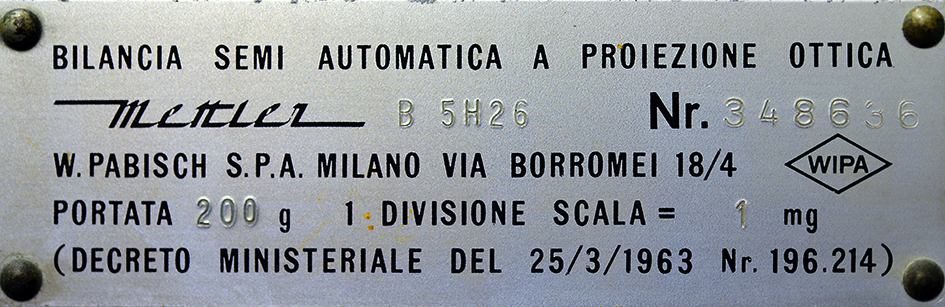 BILANCIA SEMI AUTOMATICA A PROIEZIONE OTTICA
Mettler B 5H26 Nr. 348636
W. PABISCH S.P.A. MILANO VIA BORROMEI 18/4 WIPA
PORTATA 200 g 1 DIVISIONE SCALA = 1 mg
(DECRETO MINISTERIALE DEL 25/3/1963 Nr. 196.214)